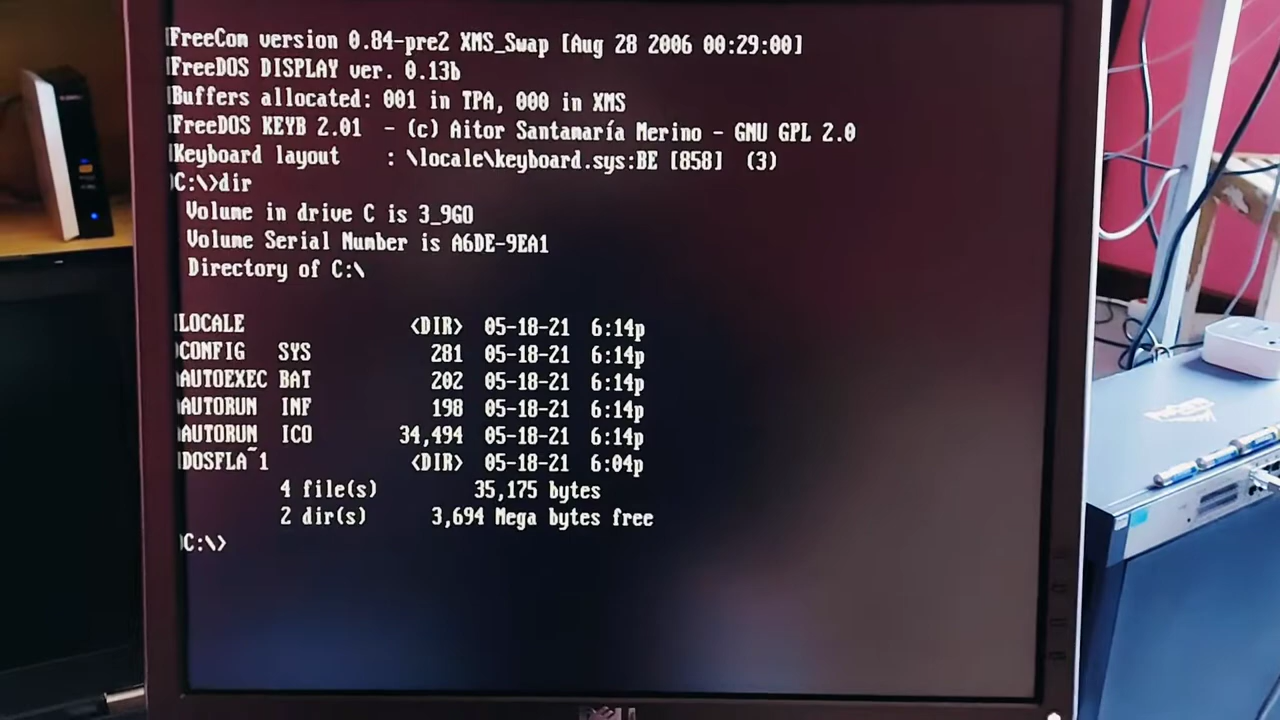 FreeCom version 0.84-pre2 XMS_Swap [Aug 28 2006 00:29:00]
FreeDOS DISPLAY ver. 0.13b
Buffers allocated: 001 in TPA, 000 in XMS
FreeDOS KEYB 2.01 - (c) Aitor Santamaría Merino - GNU GPL 2.0
Keyboard layout : \locale\keyboard.sys:BE [858] (3)
C:\>dir
Volume in drive C is 3_9GO
Volume Serial Number is A6DE-9EA1
Directory of C:\
LOCALE <DIR> 05-18-21 6:14p
CONFIG SYS 281 05-18-21 6:14p
AUTOEXEC BAT 202 05-18-21 6:14p
AUTORUN INF 198 05-18-21 6:14p
AUTORUN ICO 34,494 05-18-21 6:14p
DOSFLA~1 <DIR> 05-18-21 6:04p
4 file(s) 35,175 bytes
2 dir(s) 3,694 Mega bytes free
C:\>